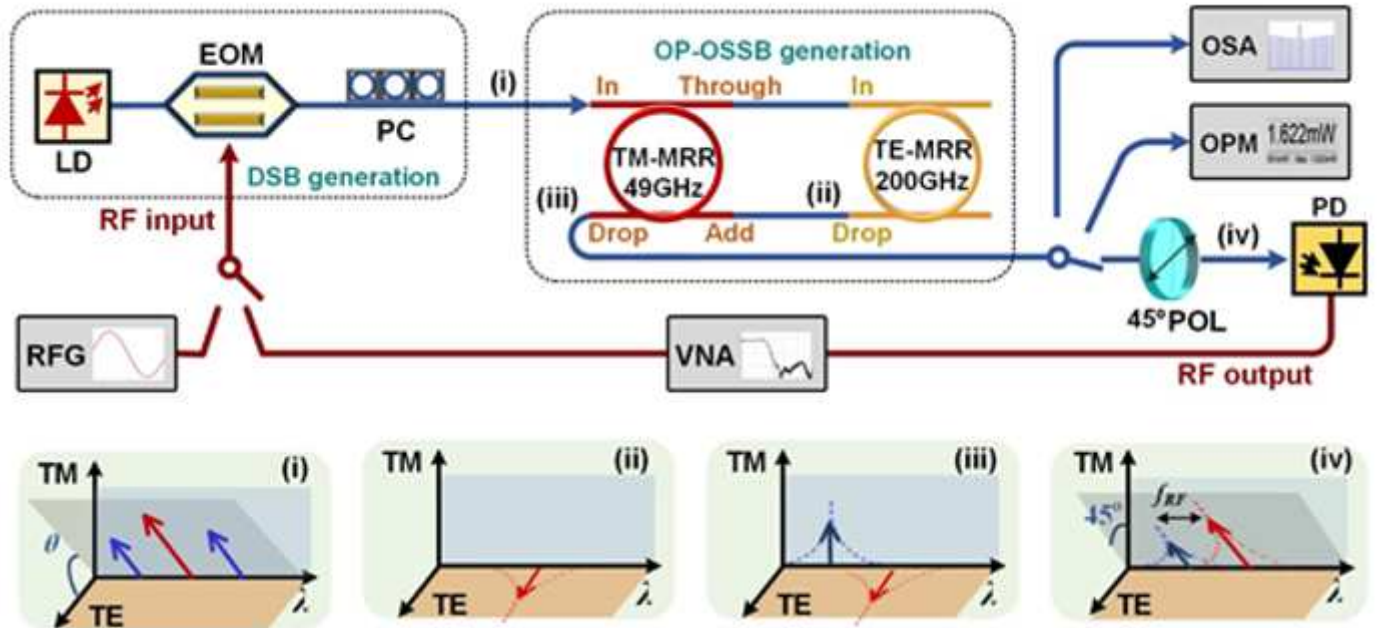 EOM
OP-OSSB generation
OSA
(i)
In
Through
In
LD
PC
TM-MRR
49GHz
TE-MRR
200GHz
OPM
1.622mW
DSB generation
(iii)
(ii)
RF input
Drop
Add
Drop
(iv)
PD
45°POL
RFG
VNA
RF output
TM
(i)
θ
TE
λ
TM
(ii)
TE
λ
TM
(iii)
TE
λ
TM
(iv)
45°
fRF
TE
λ